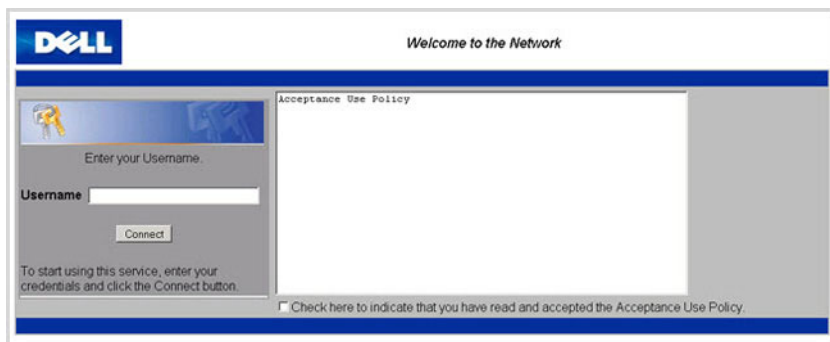 DELL
Welcome to the Network
Enter your Username.
Username
Connect
To start using this service, enter your
credentials and click the Connect button.
Acceptance Use Policy
Check here to indicate that you have read and accepted the Acceptance Use Policy.